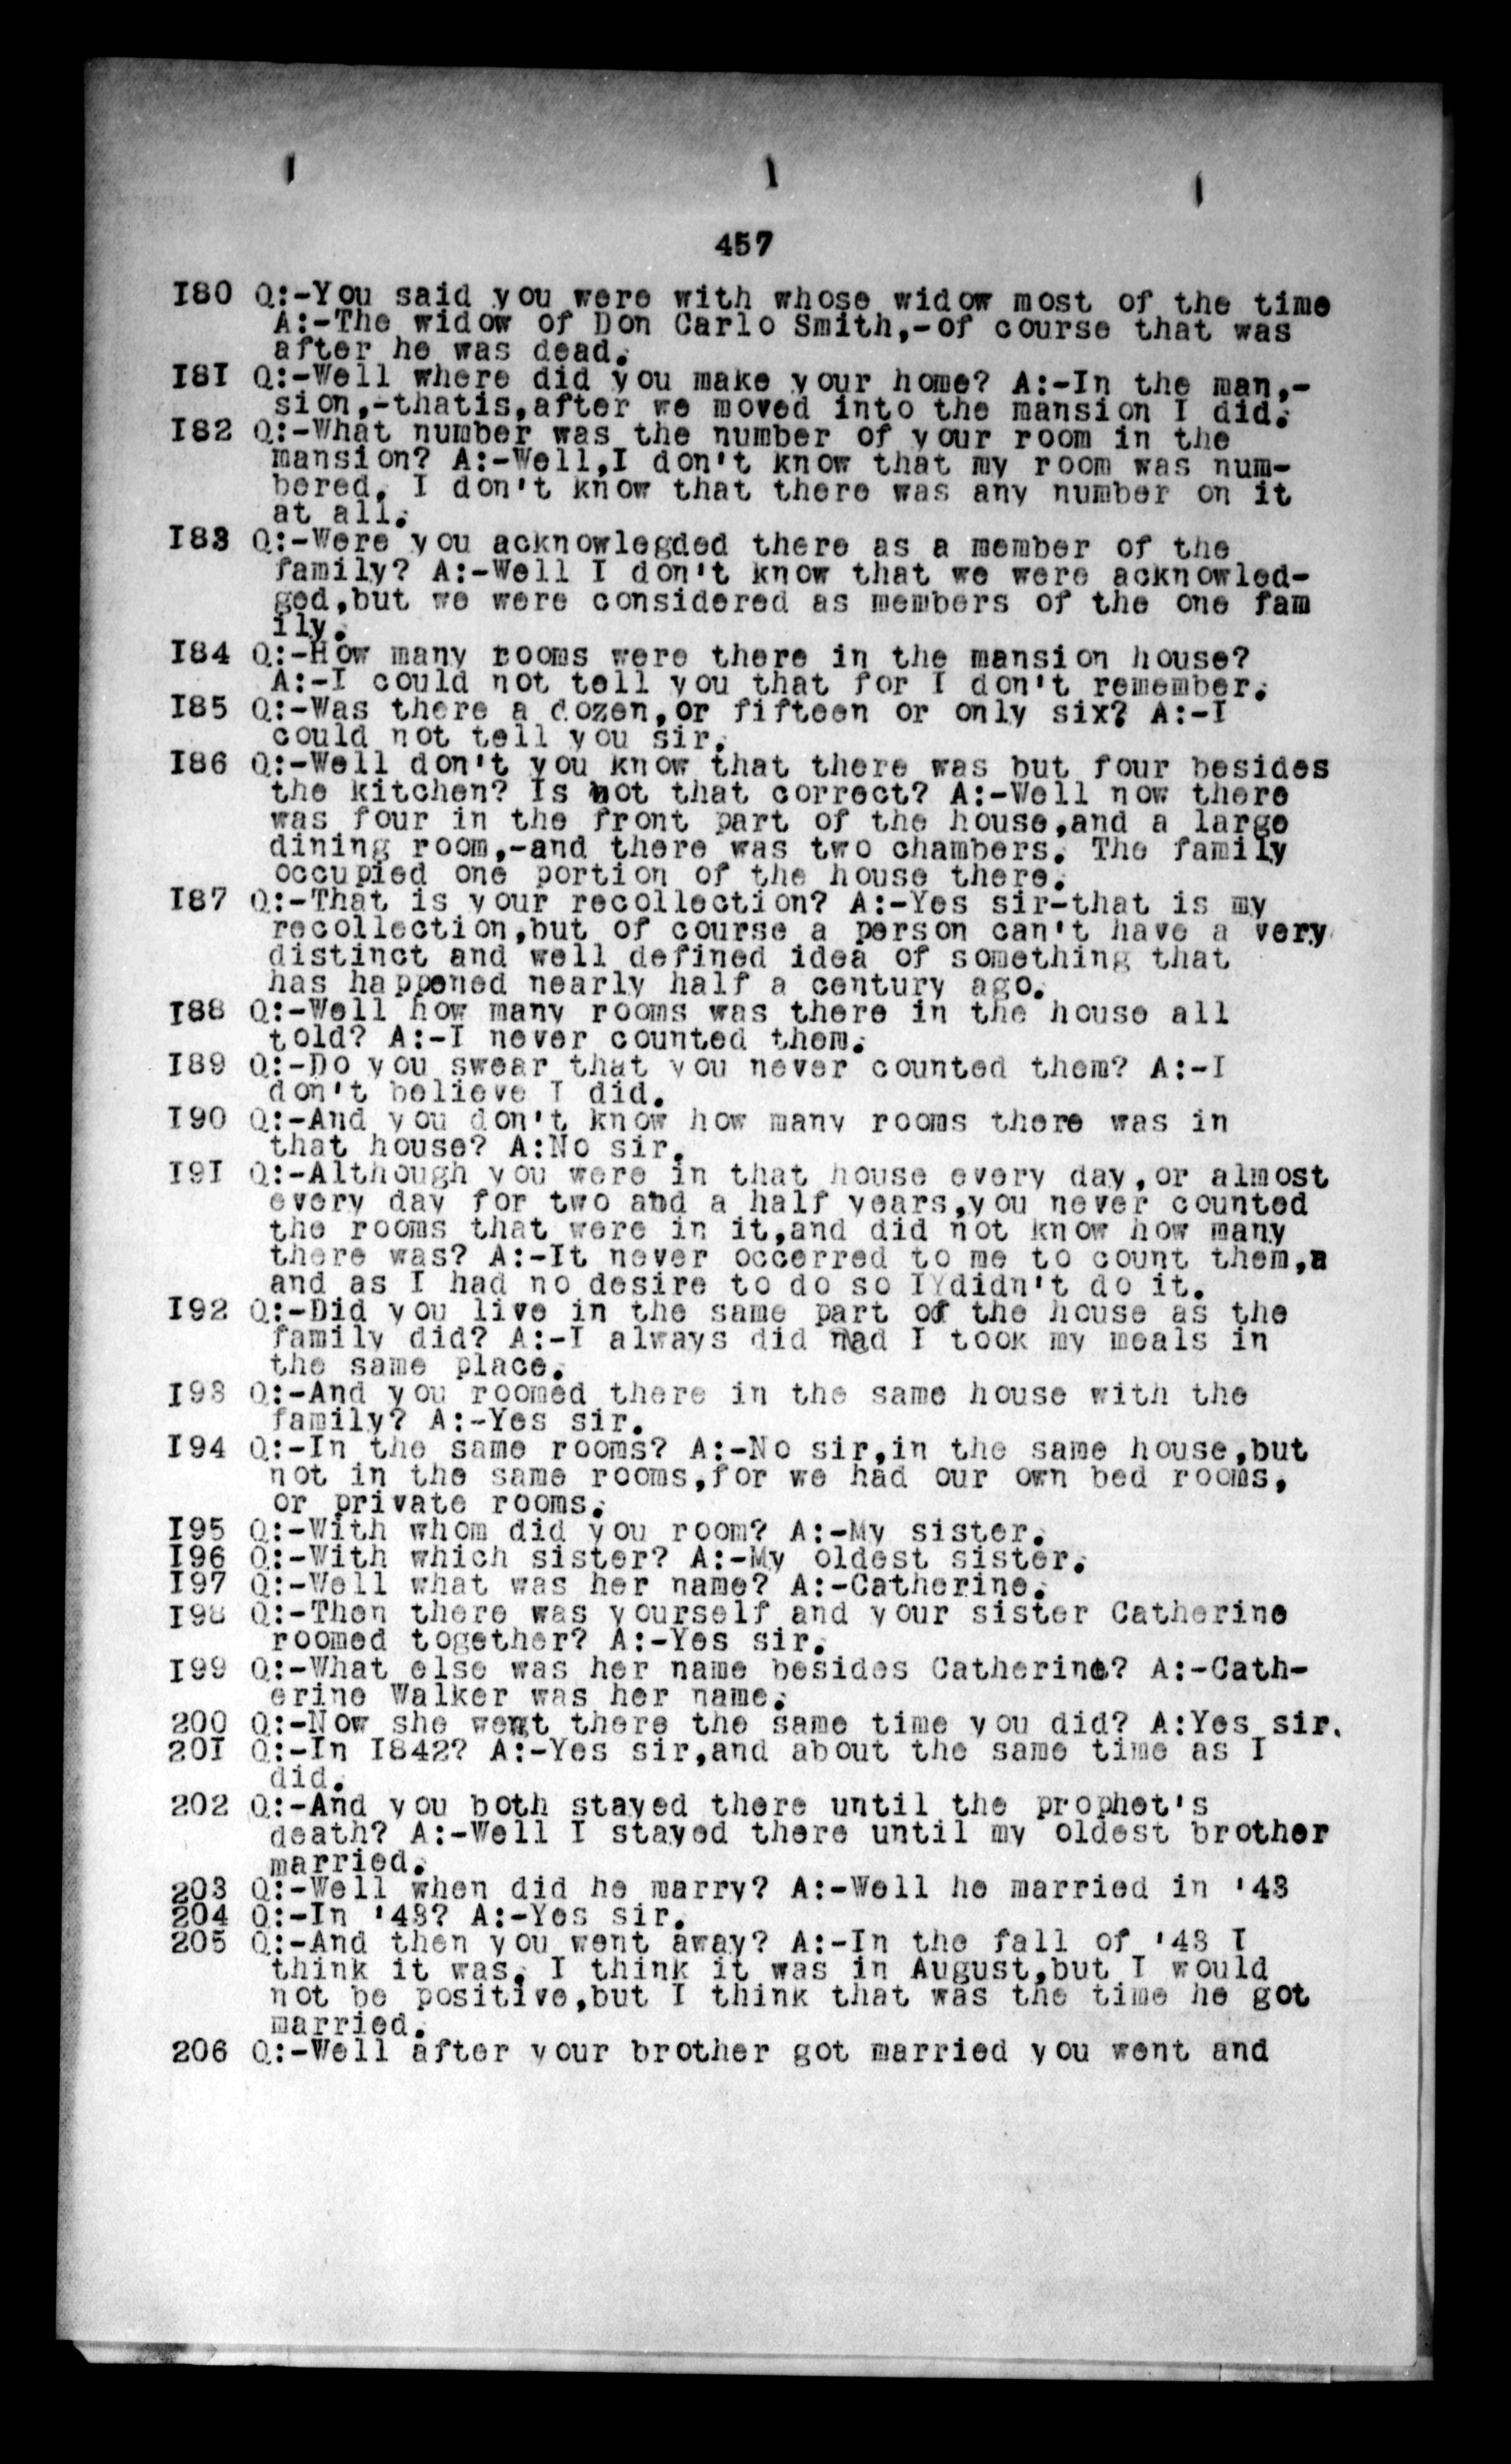 457
I80 Q:-You said you were with whose widow most of the time
A:-The widow of Don Carlo Smith,-of course that was
after he was dead.
I8I Q:-Well where did you make your home? A:-In the man,-
sion,-thatis,after we moved into the mansion I did.
I82 Q:-What number was the number of your room in the
mansion? A:-Well,I don't know that my room was num-
bered. I don't know that there was any number on it
at all.
I83 Q:-Were you acknowlegded there as a member of the
family? A:-Well I don't know that we were acknowled-
ged,but we were considered as members of the one fam
ily.
I84 Q:-How many rooms were there in the mansion house?
A:-I could not tell you that for I don't remember.
I85 Q:-Was there a dozen,or fifteen or only six? A:-I
could not tell you sir.
I86 Q:-Well don't you know that there was but four besides
the kitchen? Is not that correct? A:-Well now there
was four in the front part of the house,and a large
dining room,-and there was two chambers. The family
occupied one portion of the house there.
I87 Q:-That is your recollection? A:-Yes sir-that is my
recollection,but of course a person can't have a very
distinct and well defined idea of something that
has happened nearly half a century ago.
I88 Q:-Well how many rooms was there in the house all
told? A:-I never counted them.
I89 Q:-Do you swear that you never counted them? A:-I
don't believe I did.
I90 Q:-And you don't know how many rooms there was in
that house? A:No sir.
I9I Q:-Although you were in that house every day,or almost
every day for two and a half years,you never counted
the rooms that were in it,and did not know how many
there was? A:-It never occerred to me to count them,a
and as I had no desire to do so IYdidn't do it.
I92 Q:-Did you live in the same part of the house as the
family did? A:-I always did nad I took my meals in
the same place.
I93 Q:-And you roomed there in the same house with the
family? A:-Yes sir.
I94 Q:-In the same rooms? A:-No sir,in the same house,but
not in the same rooms,for we had our own bed rooms,
or private rooms.
I95 Q:-With whom did you room? A:-My sister.
I96 Q:-With which sister? A:-My oldest sister.
I97 Q:-Well what was her name? A:-Catherine.
I98 Q:-Then there was yourself and your sister Catherine
roomed together? A:-Yes sir.
I99 Q:-What else was her name besides Catherine? A:-Cath-
erine Walker was her name.
200 Q:-Now she went there the same time you did? A:Yes sir.
20I Q:-In I842? A:-Yes sir,and about the same time as I
did.
202 Q:-And you both stayed there until the prophet's
death? A:-Well I stayed there until my oldest brother
married.
203 Q:-Well when did he marry? A:-Well he married in '43
204 Q:-In '43? A:-Yes sir.
205 Q:-And then you went away? A:-In the fall of '43 I
think it was. I think it was in August,but I would
not be positive,but I think that was the time he got
married.
206 Q:-Well after your brother got married you went and